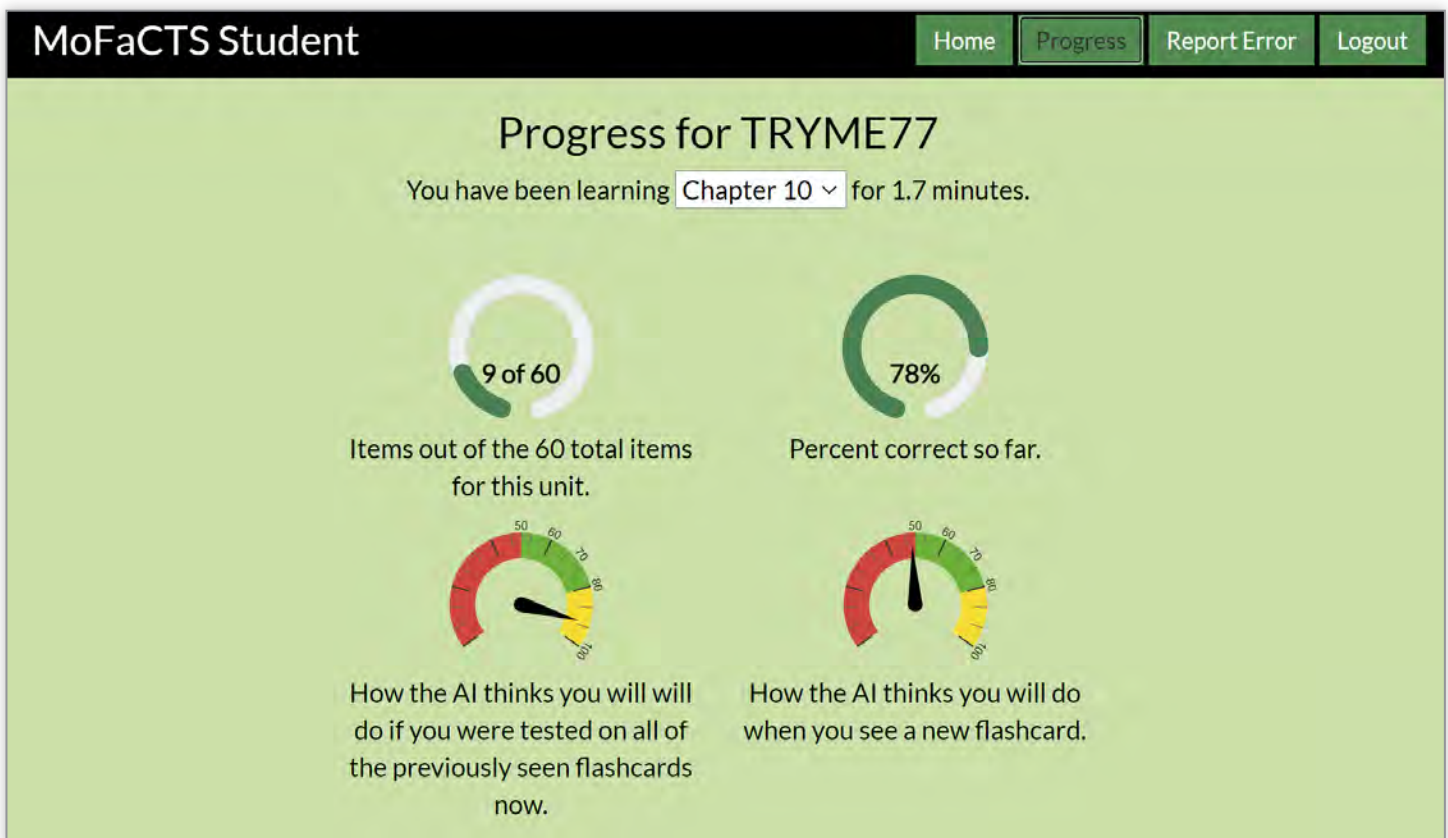 MoFaCTS Student
Home Progress Report Error Logout
Progress for TRYME77
You have been learning Chapter 10 for 1.7 minutes.
9 of 60
78%
Items out of the 60 total items
for this unit.
Percent correct so far.
50 60 70 80 100
50 60 70 80 100
How the AI thinks you will will
do if you were tested on all of
the previously seen flashcards
now.
How the AI thinks you will do
when you see a new flashcard.